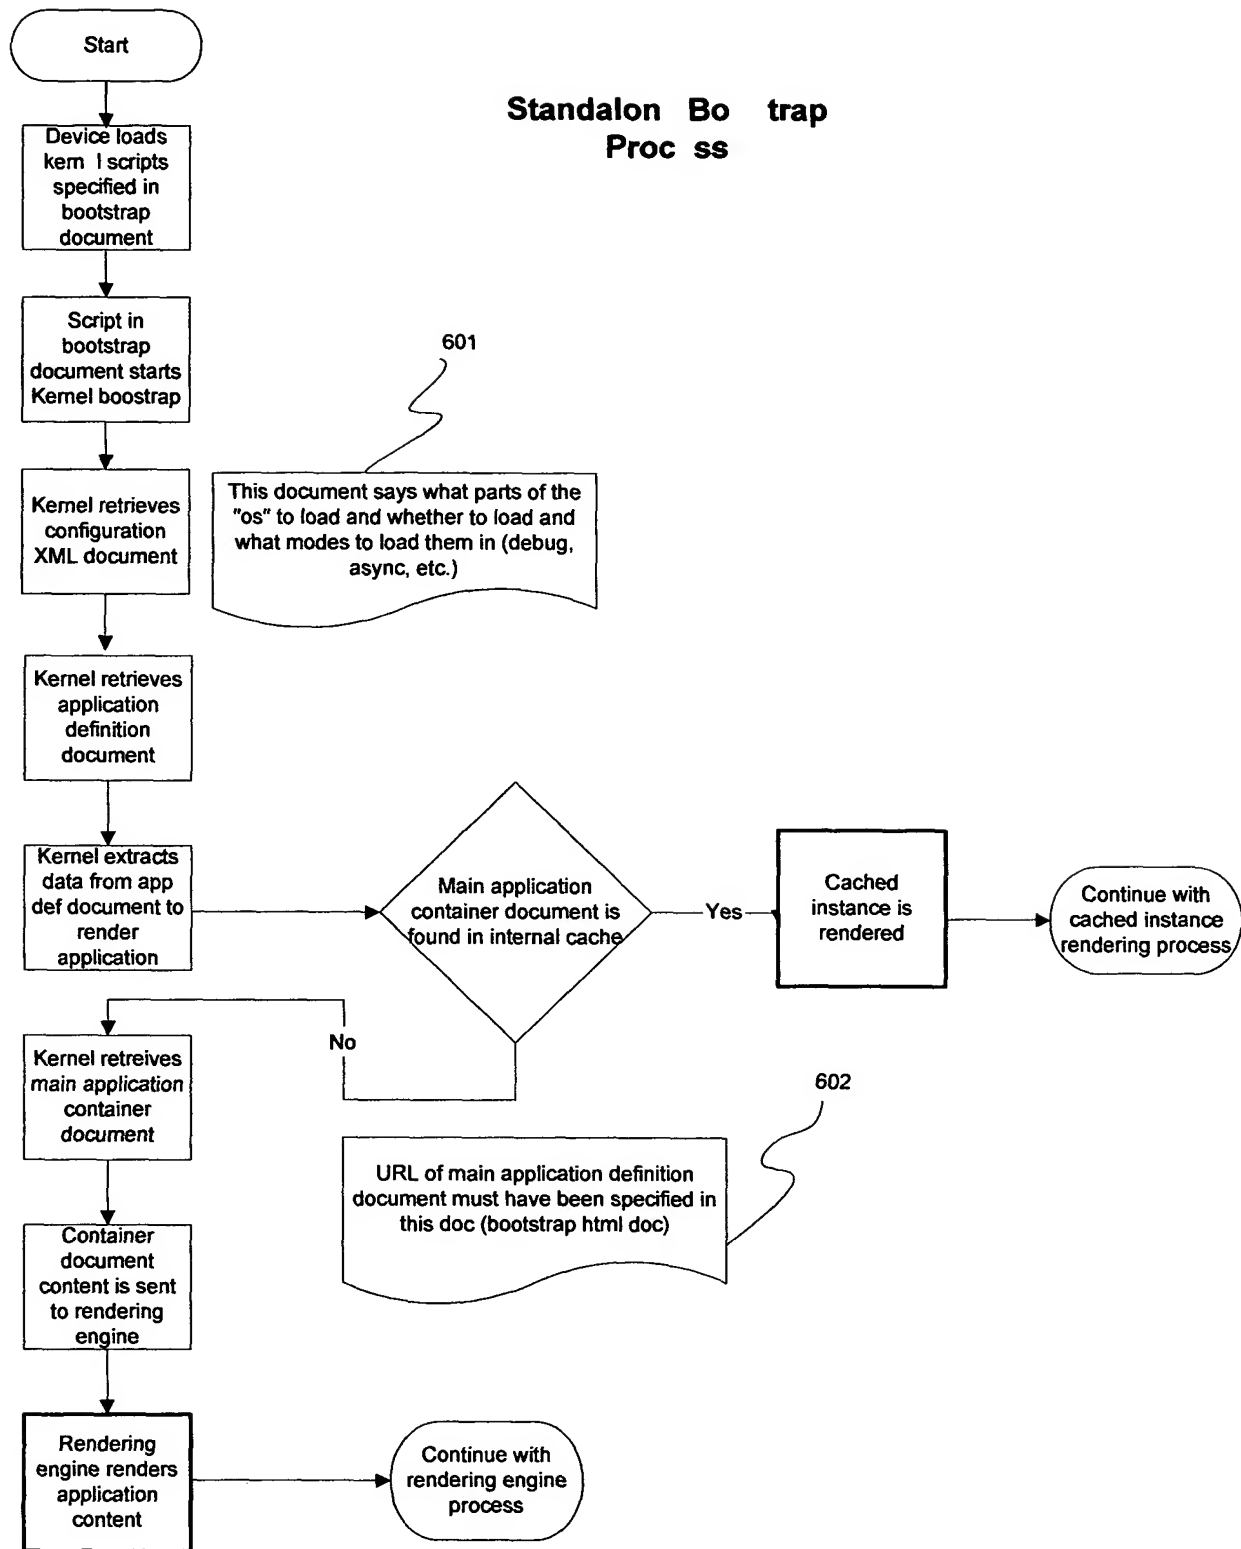 Start
Standalon Bo trap
Proc ss
Device loads
kern l scripts
specified in
bootstrap
document
Script in
bootstrap
document starts
Kernel boostrap
601
Kernel retrieves
configuration
XML document
This document says what parts of the
"os" to load and whether to load and
what modes to load them in (debug,
async, etc.)
Kernel retrieves
application
definition
document
Kernel extracts
data from app
def document to
render
application
Main application
container document is
found in internal cache
Yes
Cached
instance is
rendered
Continue with
cached instance
rendering process
No
Kernel retreives
main application
container
document
602
URL of main application definition
document must have been specified in
this doc (bootstrap html doc)
Container
document
content is sent
to rendering
engine
Rendering
engine renders
application
content
Continue with
rendering engine
process